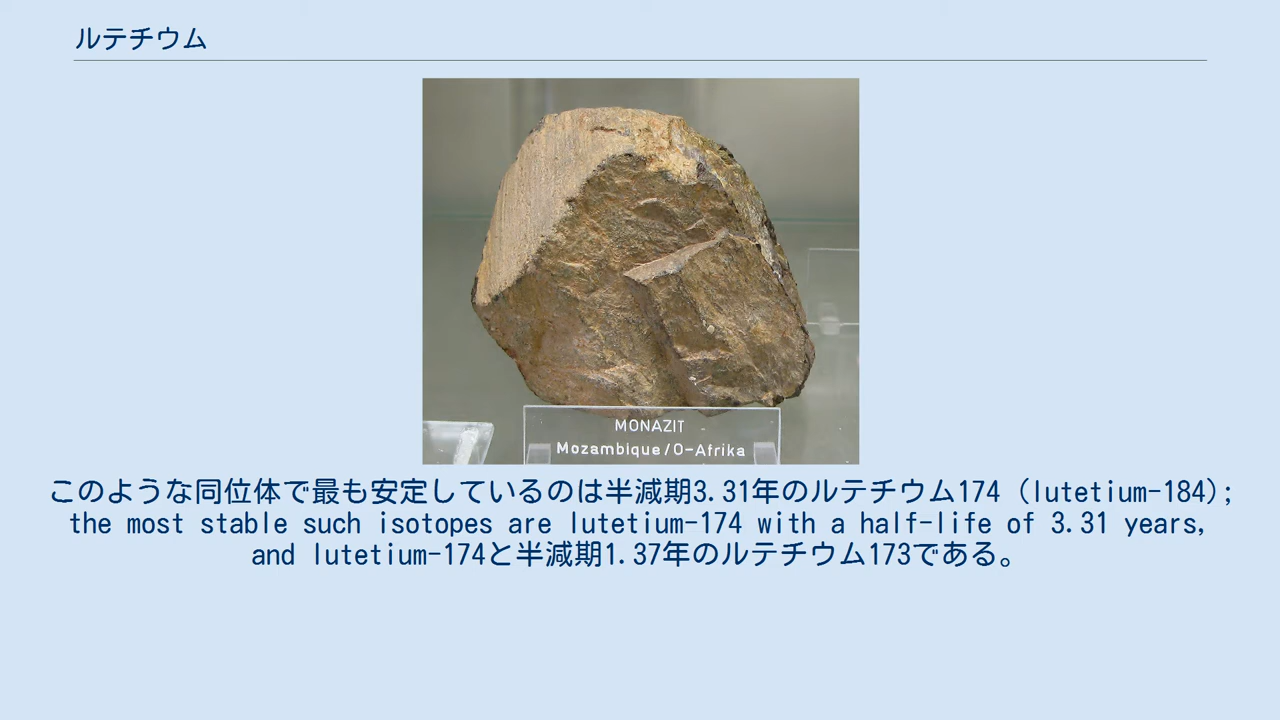 ルテチウム
MONAZIT
Mozambique/O-Afrika
このような同位体で最も安定しているのは半減期3.31年のルテチウム174 (lutetium-184);
the most stable such isotopes are lutetium-174 with a half-life of 3.31 years,
and lutetium-174と半減期1.37年のルテチウム173である。